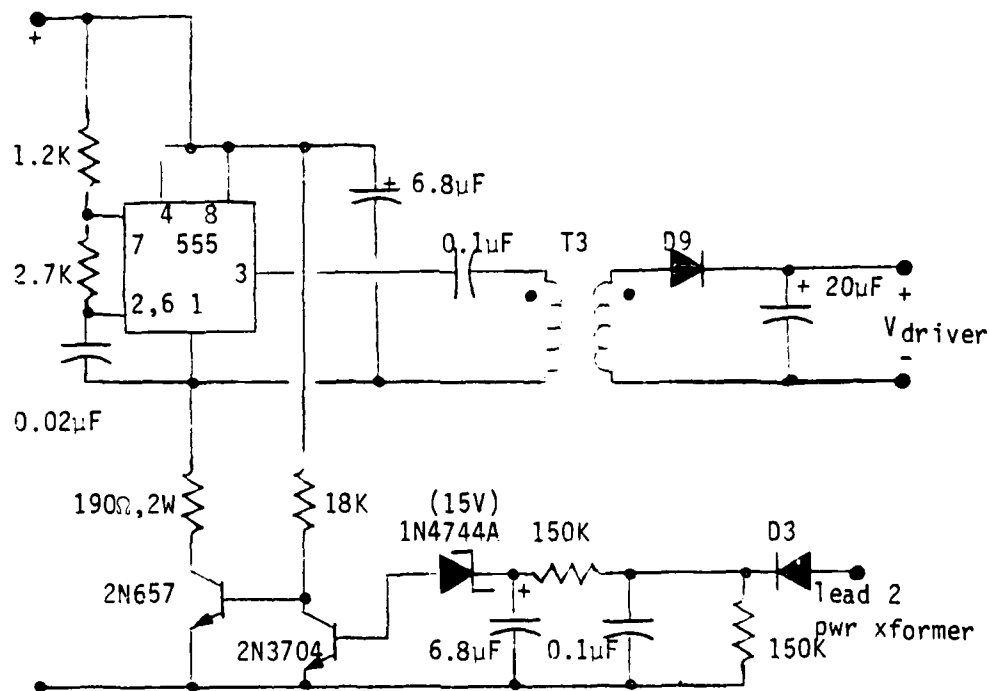 +
1.2K
4 8
+ 6.8μF
7 555
0.1μF
T3
D9
2.7K
3
2,6 1
+ 20μF
+
Vdriver
-
0.02μF
190Ω,2W
18K
(15V)
1N4744A
150K
D3
2N657
+
lead 2
pwr xformer
2N3704
6.8μF
0.1μF
150K